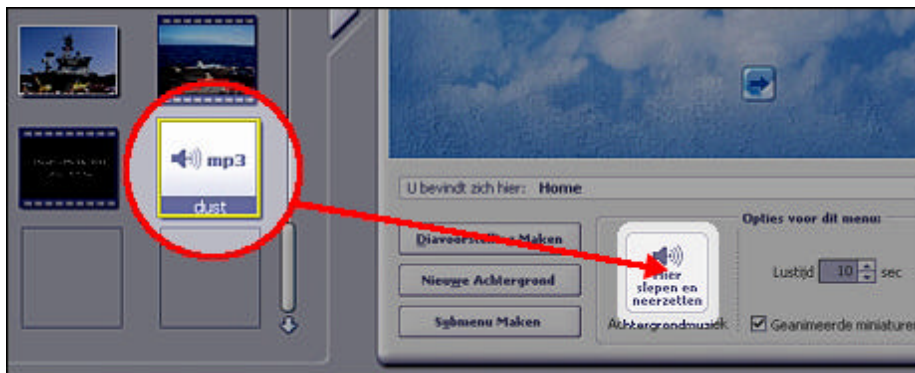 mp3
dust
U bevindt zich hier: Home
Diavoorstelling Maken
Nieuwe Achtergrond
Submenu Maken
Hier
slepen en
neerzetten
Achtergrondmuziek
Opties voor dit menu:
Lustijd 10 sec
Geanimeerde miniature